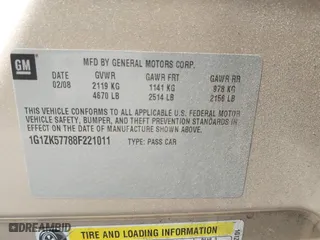 GM
MFD BY GENERAL MOTORS CORP.
DATE GVWR GAWR FRT GAWR RR
02/08 2119 KG 1141 KG 978 KG
4670 LB 2514 LB 2156 LB
THIS VEHICLE CONFORMS TO ALL APPLICABLE U.S. FEDERAL MOTOR
VEHICLE SAFETY, BUMPER, AND THEFT PREVENTION STANDARDS
IN EFFECT ON THE DATE OF MANUFACTURE SHOWN ABOVE.
1G1ZK57788F221011 TYPE: PASS CAR
TIRE AND LOADING INFORMATION